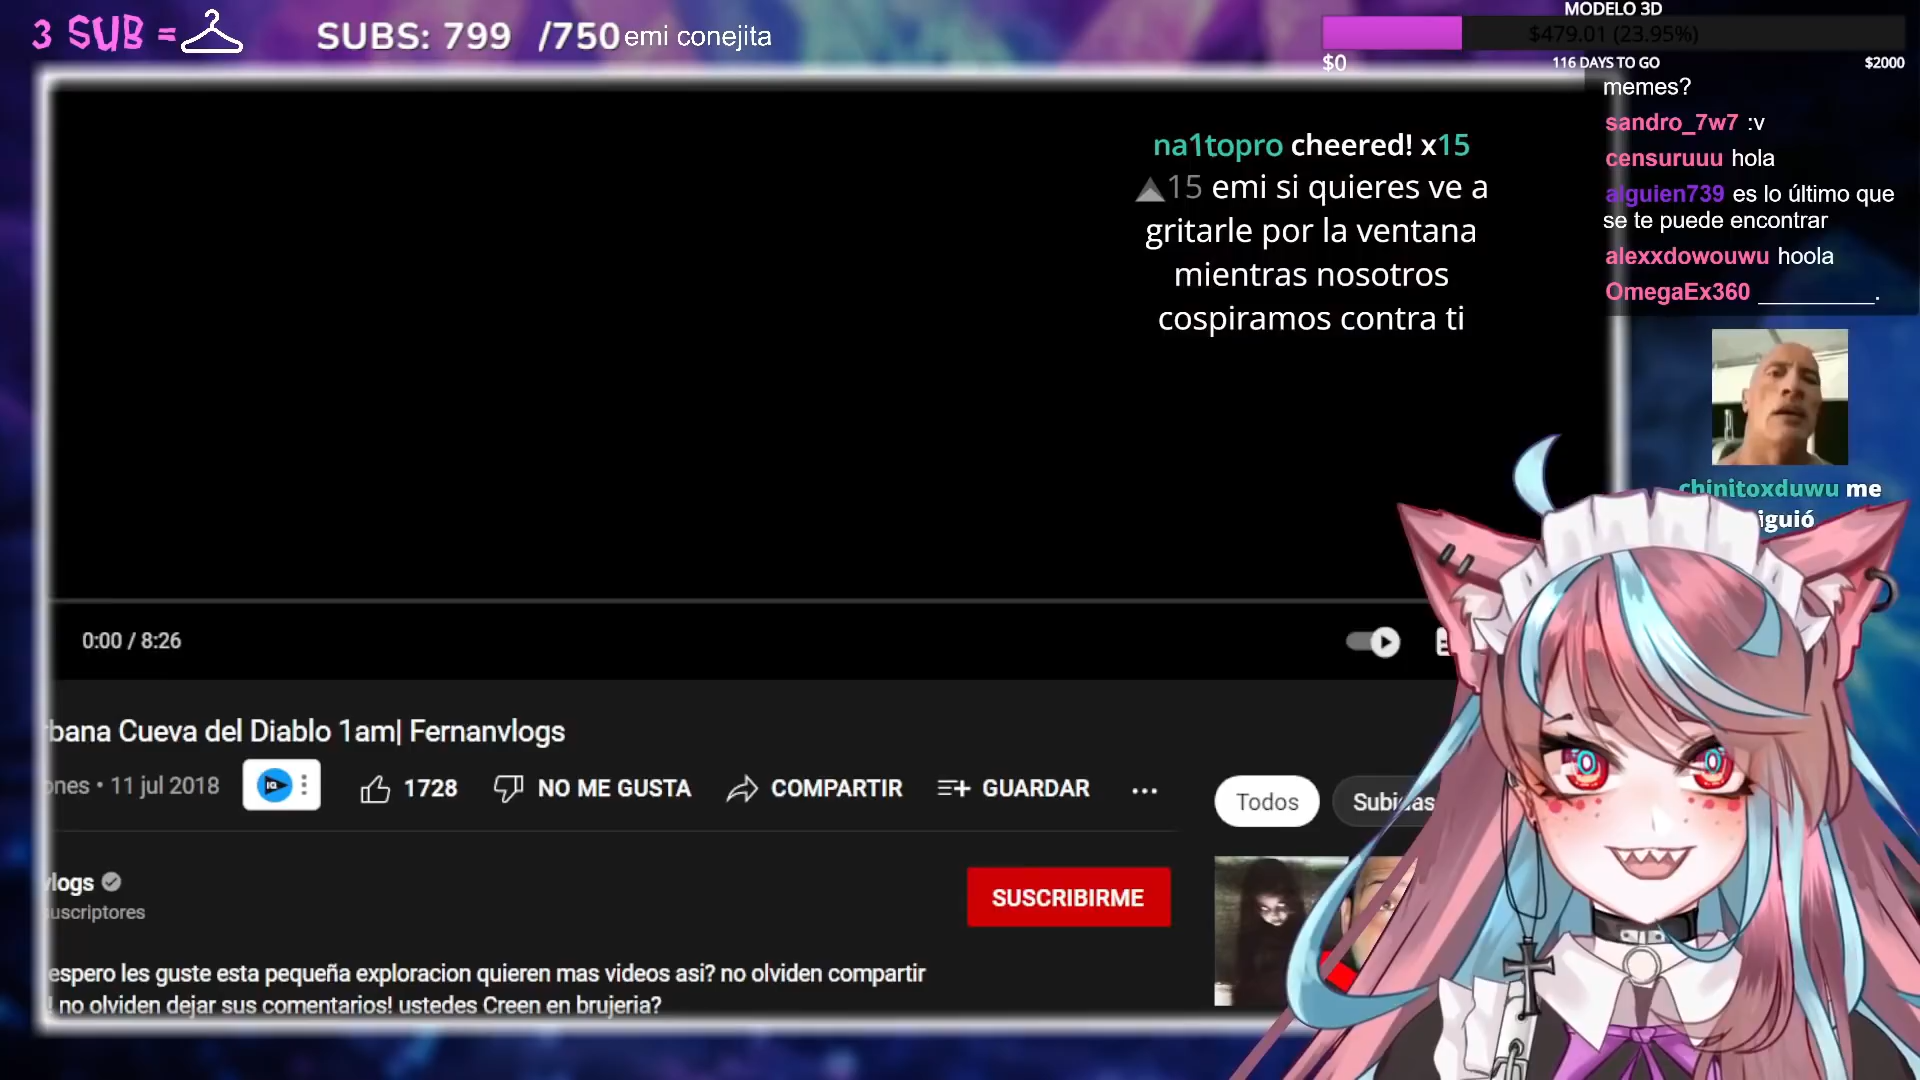 3 SUB =
SUBS: 799 /750
emi conejita
MODELO 3D
$479.01 (23.95%)
$0
116 DAYS TO GO
$2000
memes?
sandro_7w7 :v
censuruuu hola
alguien739 es lo último que
se te puede encontrar
alexxdowouwu hoola
OmegaEx360 _________.
na1topro cheered! x15
15 emi si quieres ve a
gritarle por la ventana
mientras nosotros
cospiramos contra ti
chinitoxduwu me
iguió
0:00 / 8:26
bana Cueva del Diablo 1am| Fernanvlogs
ones • 11 jul 2018
1728
NO ME GUSTA
COMPARTIR
GUARDAR
Todos
Subidas
vlogs
uscriptores
SUSCRIBIRME
espero les guste esta pequeña exploracion quieren mas videos asi? no olviden compartir
! no olviden dejar sus comentarios! ustedes Creen en brujeria?